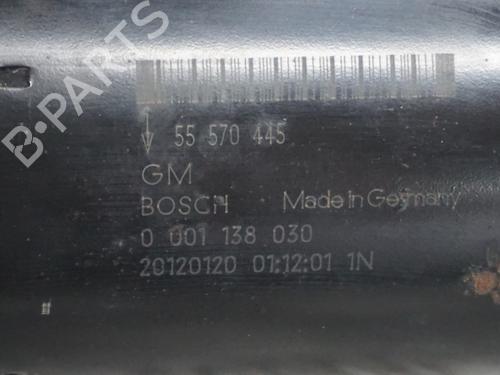 B·PARTS
55 570 445
GM
BOSCH Made in Germany
0 001 138 030
20120120 01:12:01 1N